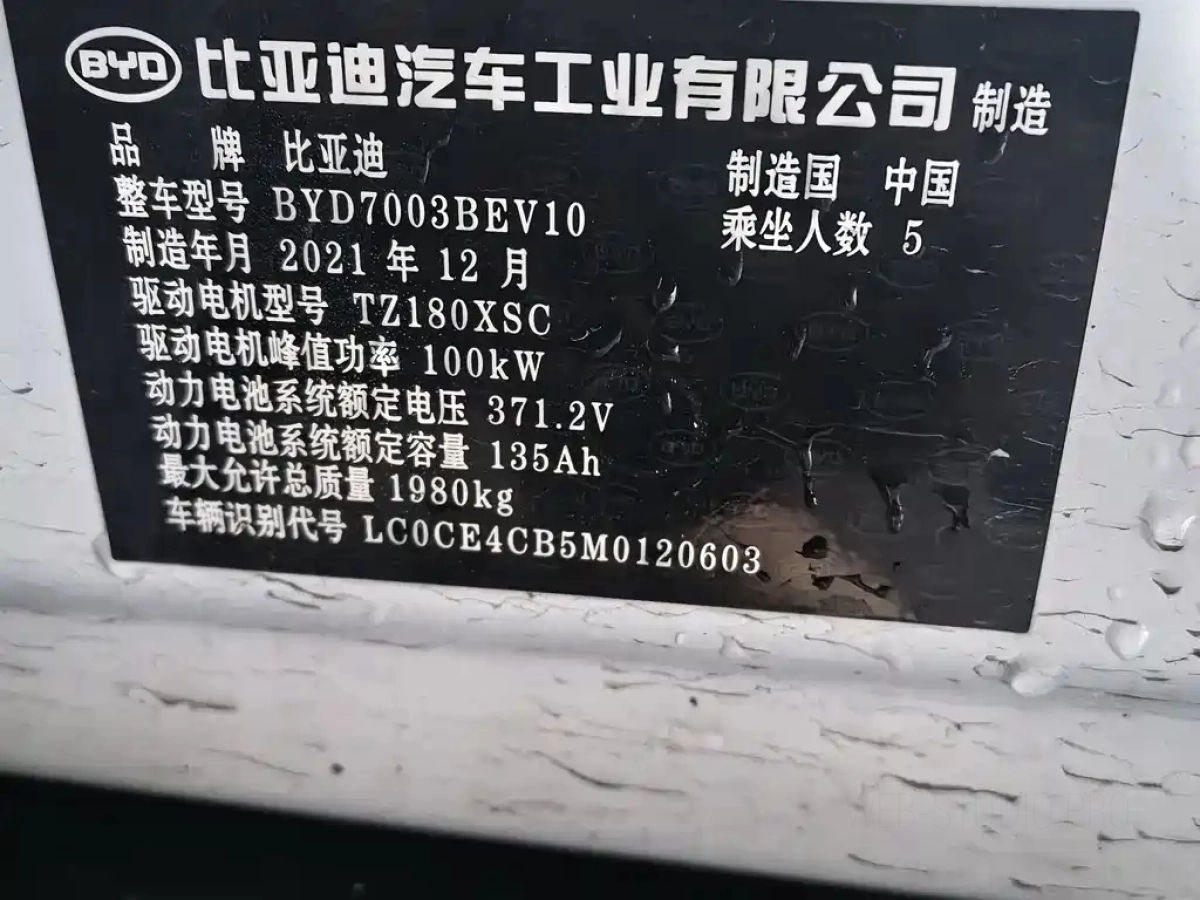 BYD 比亚迪汽车工业有限公司 制造
品 牌 比亚迪 制造国 中国
整车型号 BYD7003BEV10 乘坐人数 5
制造年月 2021 年 12 月
驱动电机型号 TZ180XSC
驱动电机峰值功率 100kW
动力电池系统额定电压 371.2V
动力电池系统额定容量 135Ah
最大允许总质量 1980kg
车辆识别代号 LC0CE4CB5M0120603